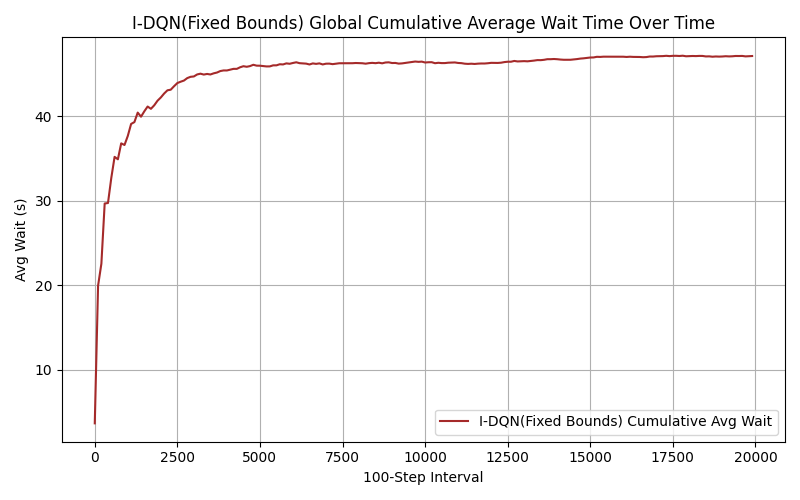 I-DQN(Fixed Bounds) Global Cumulative Average Wait Time Over Time
Avg Wait (s)
40
30
20
10
I-DQN(Fixed Bounds) Cumulative Avg Wait
0 2500 5000 7500 10000 12500 15000 17500 20000
100-Step Interval